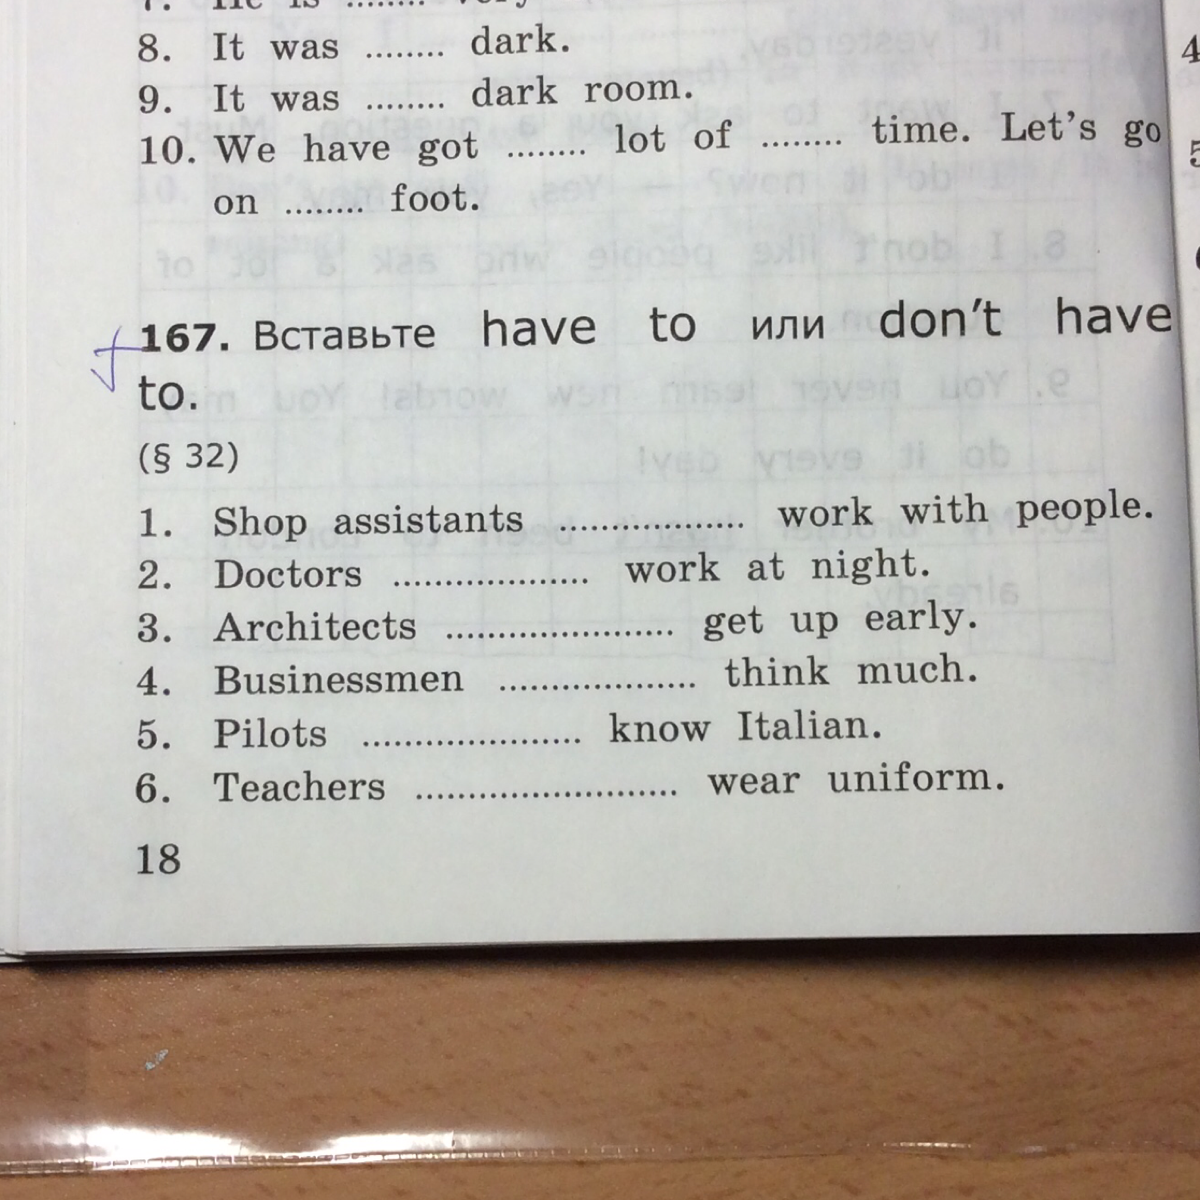 8. It was ........ dark.
9. It was ........ dark room.
10. We have got ........ lot of ........ time. Let's go
on ........ foot.
167. Вставьте have to или don't have
to.
(§ 32)
1. Shop assistants .................. work with people.
2. Doctors ................... work at night.
3. Architects ...................... get up early.
4. Businessmen ................... think much.
5. Pilots ..................... know Italian.
6. Teachers ......................... wear uniform.
18